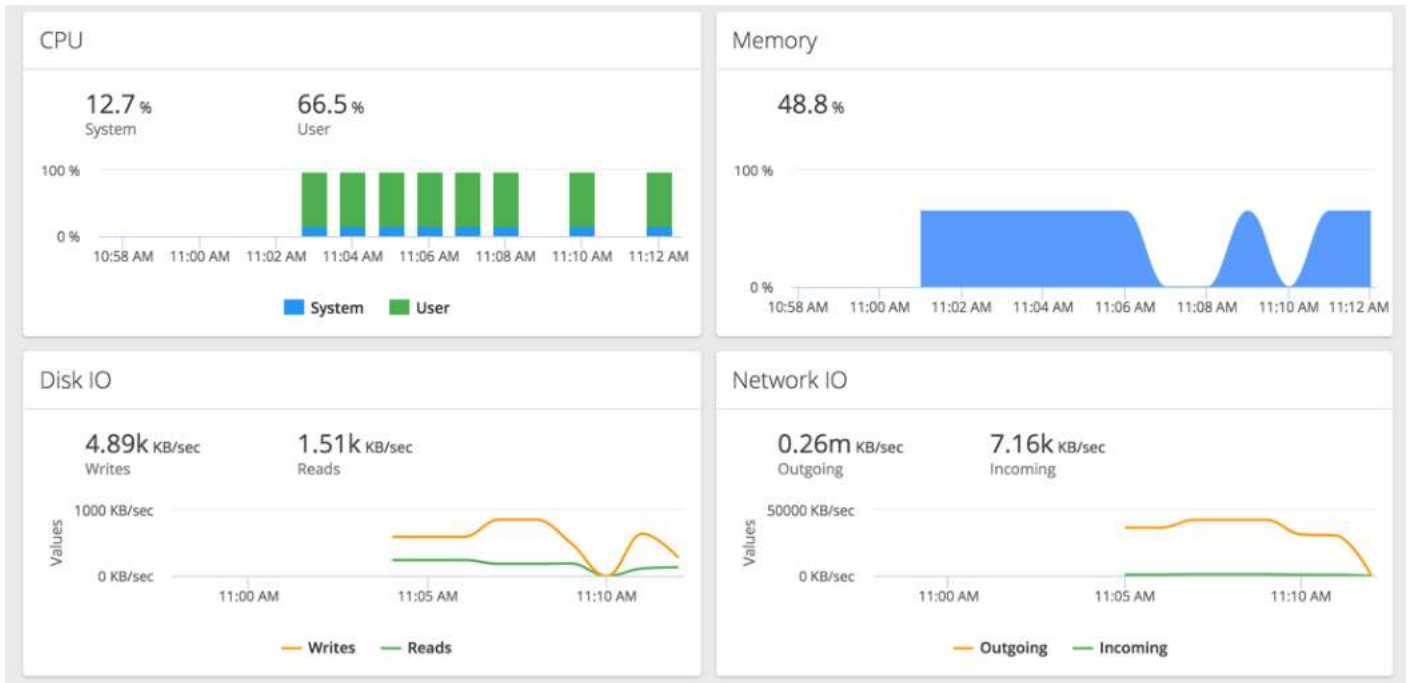 CPU
12.7 %
System
66.5 %
User
100 %
0 %
10:58 AM 11:00 AM 11:02 AM 11:04 AM 11:06 AM 11:08 AM 11:10 AM 11:12 AM
System User
Memory
48.8 %
100 %
0 %
10:58 AM 11:00 AM 11:02 AM 11:04 AM 11:06 AM 11:08 AM 11:10 AM 11:12 AM
Disk IO
4.89k KB/sec
Writes
1.51k KB/sec
Reads
Values
1000 KB/sec
0 KB/sec
11:00 AM 11:05 AM 11:10 AM
Writes Reads
Network IO
0.26m KB/sec
Outgoing
7.16k KB/sec
Incoming
Values
50000 KB/sec
0 KB/sec
11:00 AM 11:05 AM 11:10 AM
Outgoing Incoming